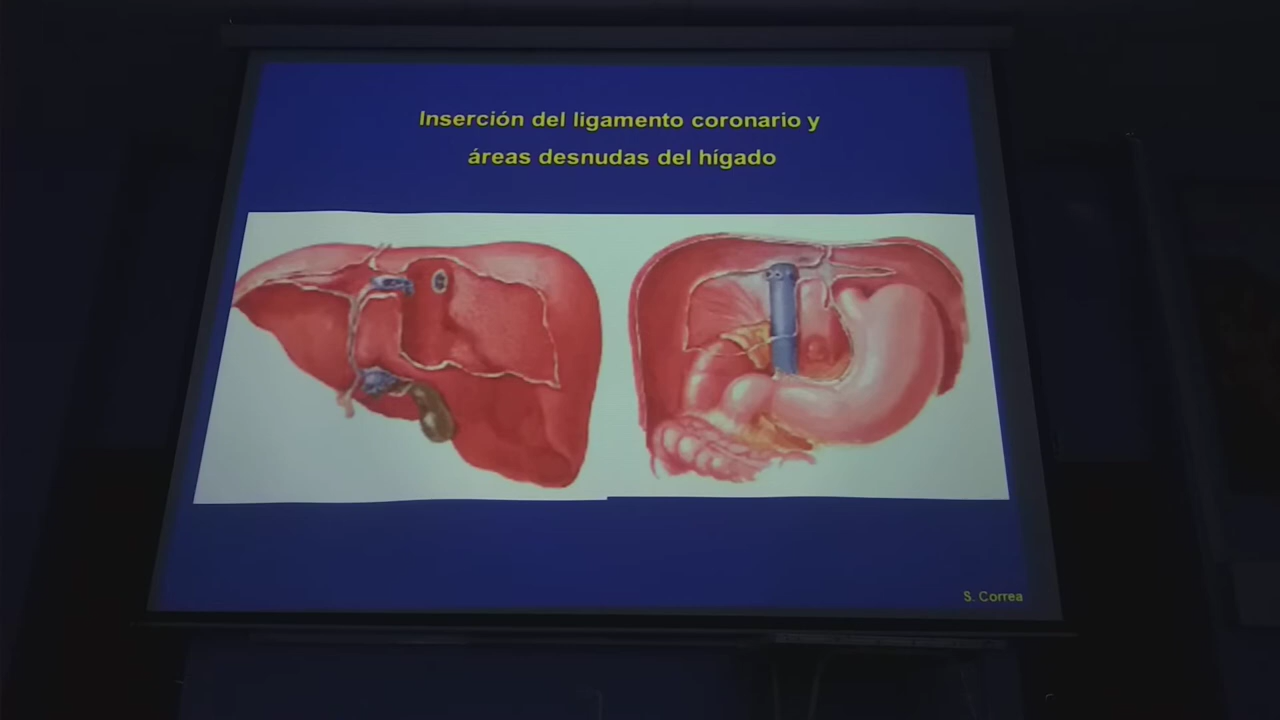 Inserción del ligamento coronario y
áreas desnudas del hígado
S. Correa